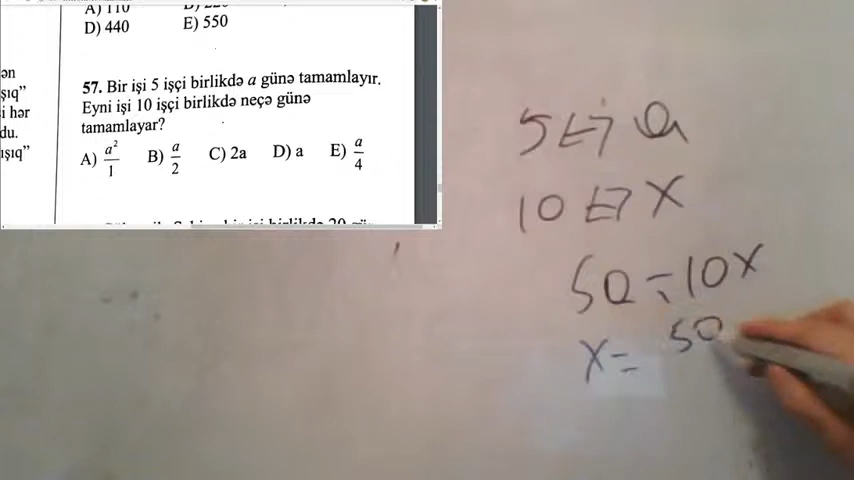 A) 110
D) 440 E) 550
ən
şıq”
i hər
du.
ışıq”
57. Bir işi 5 işçi birlikdə a günə tamamlayır.
Eyni işi 10 işçi birlikdə neçə günə
tamamlayar?
A) a²/1 B) a/2 C) 2a D) a E) a/4
5 ⇔ a
10 ⇔ x
5a = 10x
x = 5a